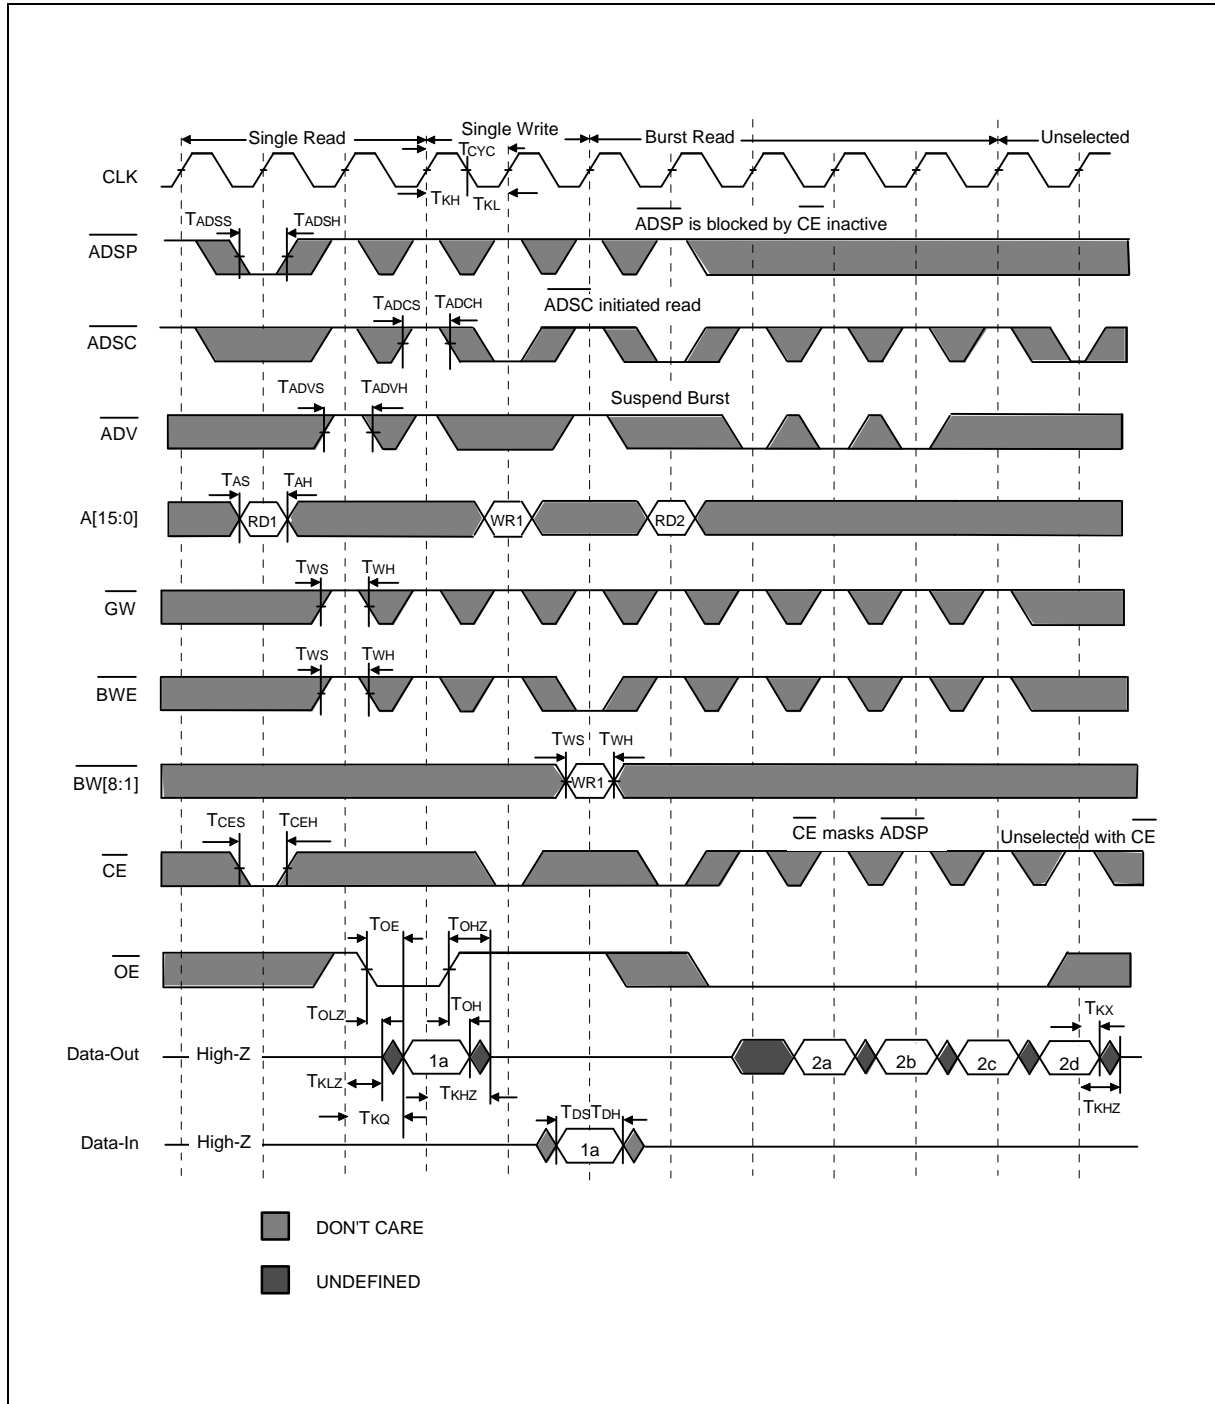 Single Read
Single Write
Burst Read
Unselected
TCYC
CLK
TKH
TKL
TADSS
TADSH
ADSP is blocked by CE inactive
ADSP
TADCS
TADCH
ADSC initiated read
ADSC
TADVS
TADVH
Suspend Burst
ADV
TAS
TAH
A[15:0]
RD1
WR1
RD2
TWS
TWH
GW
TWS
TWH
BWE
TWS
TWH
BW[8:1]
WR1
TCES
TCEH
CE masks ADSP
Unselected with CE
CE
TOE
TOHZ
OE
TOLZ
TOH
TKX
Data-Out
High-Z
1a
2a
2b
2c
2d
TKLZ
TKHZ
TKHZ
TKQ
TDS
TDH
Data-In
High-Z
1a
DON'T CARE
UNDEFINED